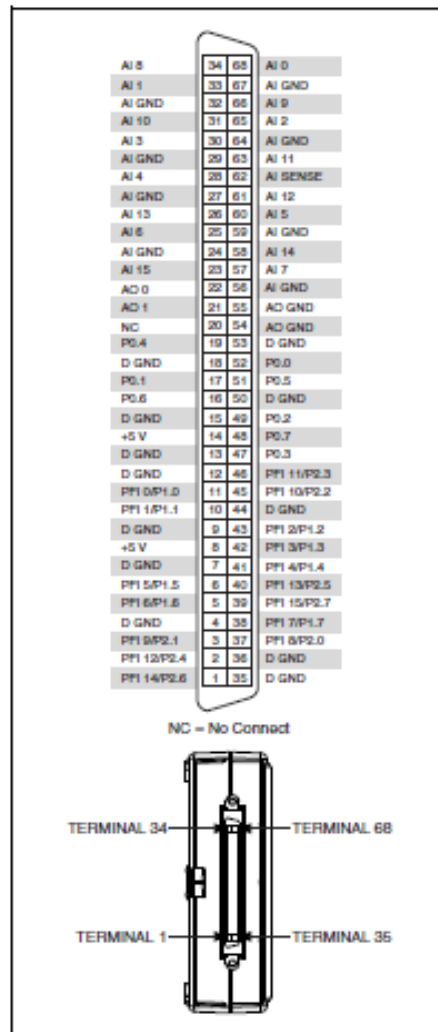 AI 8 34 68 AI 0
AI 1 33 67 AI GND
AI GND 32 66 AI 9
AI 10 31 65 AI 2
AI 3 30 64 AI GND
AI GND 29 63 AI 11
AI 4 28 62 AI SENSE
AI GND 27 61 AI 12
AI 13 26 60 AI 5
AI 6 25 59 AI GND
AI GND 24 58 AI 14
AI 15 23 57 AI 7
AO 0 22 56 AI GND
AO 1 21 55 AO GND
NC 20 54 AO GND
P0.4 19 53 D GND
D GND 18 52 P0.0
P0.1 17 51 P0.5
P0.6 16 50 D GND
D GND 15 49 P0.2
+5 V 14 48 P0.7
D GND 13 47 P0.3
D GND 12 46 PFI 11/P2.3
PFI 0/P1.0 11 45 PFI 10/P2.2
PFI 1/P1.1 10 44 D GND
D GND 9 43 PFI 2/P1.2
+5 V 8 42 PFI 3/P1.3
D GND 7 41 PFI 4/P1.4
PFI 5/P1.5 6 40 PFI 13/P2.5
PFI 6/P1.6 5 39 PFI 15/P2.7
D GND 4 38 PFI 7/P1.7
PFI 9/P2.1 3 37 PFI 8/P2.0
PFI 12/P2.4 2 36 D GND
PFI 14/P2.6 1 35 D GND
NC = No Connect
TERMINAL 34 TERMINAL 68
TERMINAL 1 TERMINAL 35